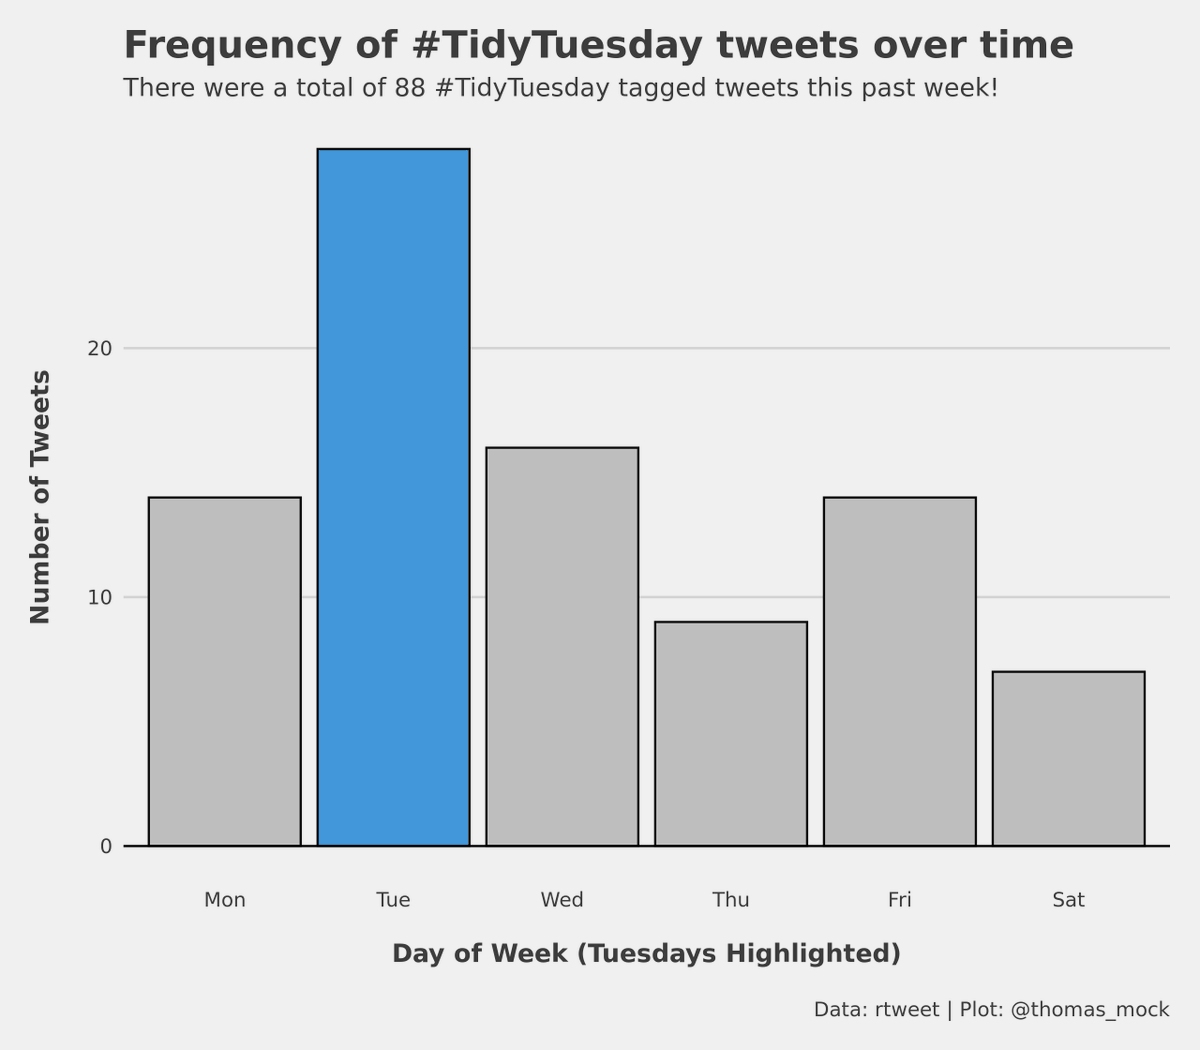 Frequency of #TidyTuesday tweets over time
There were a total of 88 #TidyTuesday tagged tweets this past week!
Number of Tweets
20
10
0
Mon Tue Wed Thu Fri Sat
Day of Week (Tuesdays Highlighted)
Data: rtweet | Plot: @thomas_mock